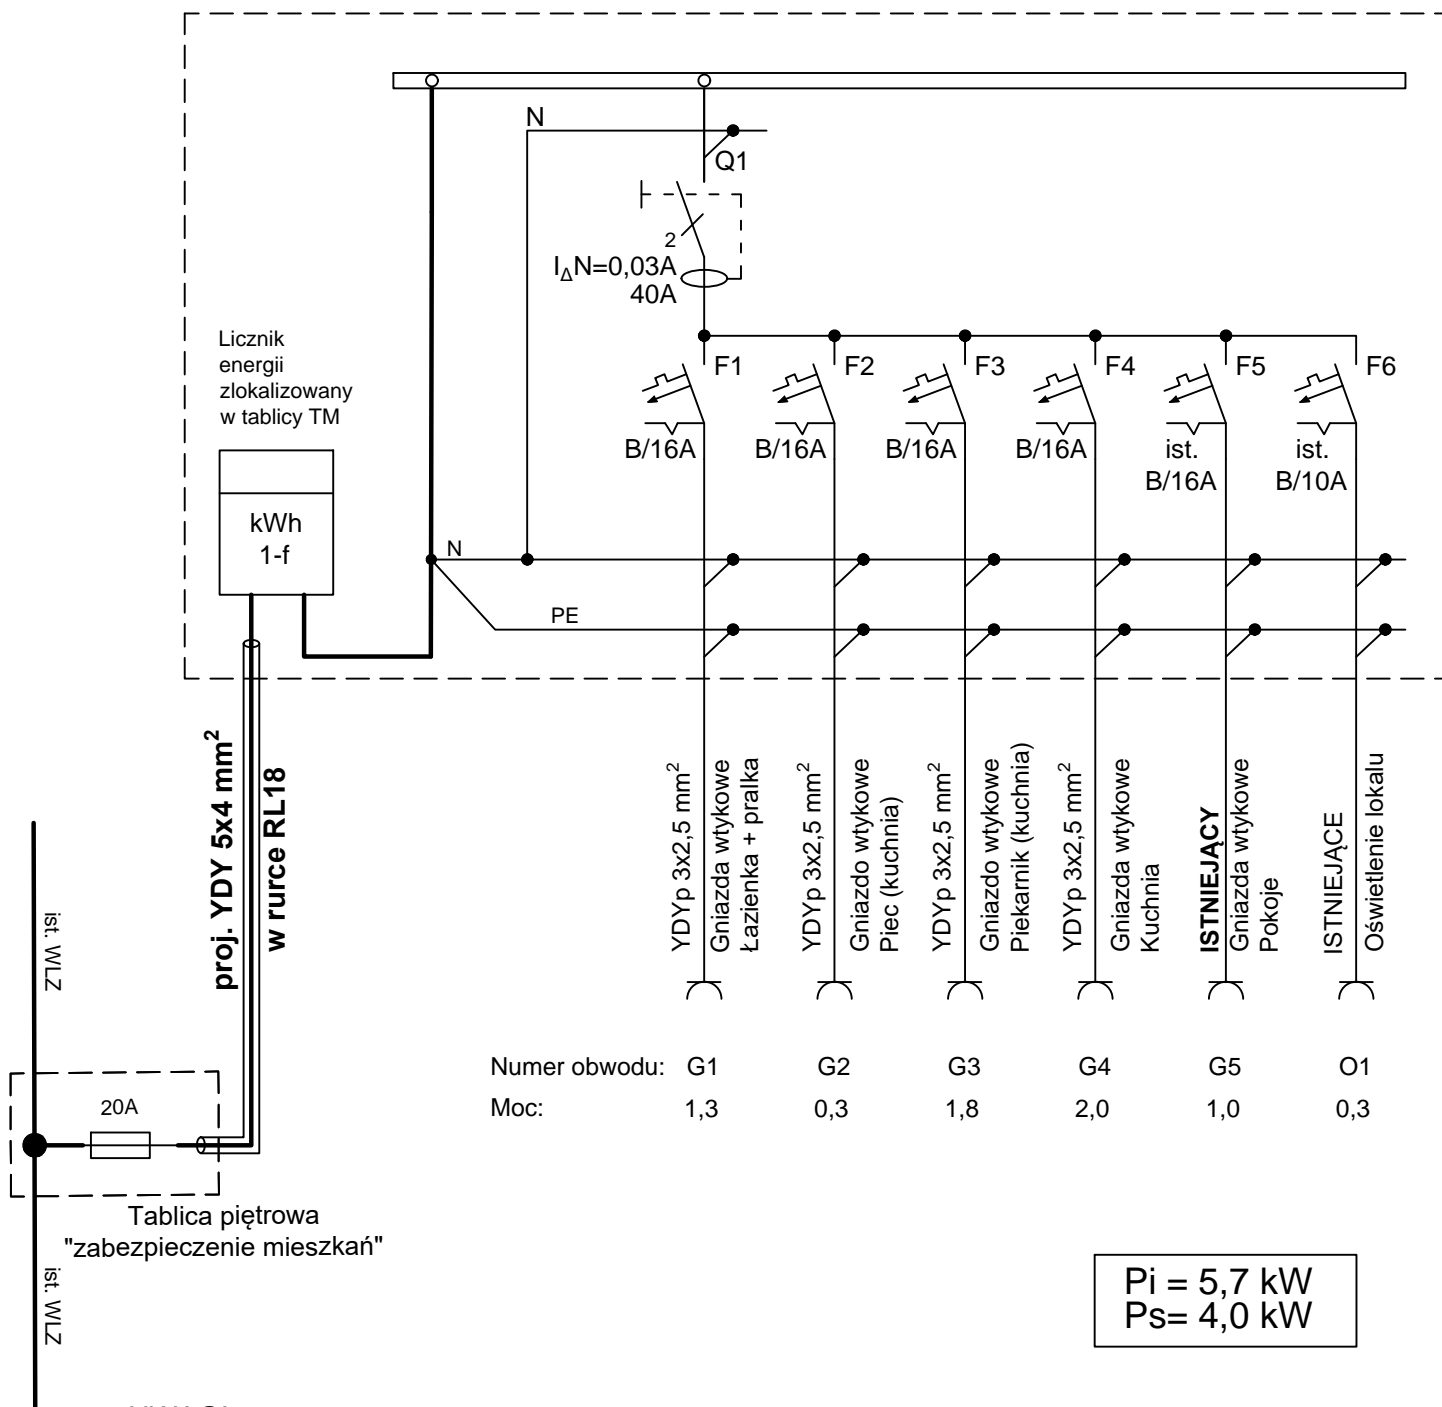 N
Q1
2
I∆N=0,03A
40A
Licznik
energii
zlokalizowany
w tablicy TM
F1
F2
F3
F4
F5
F6
B/16A
B/16A
B/16A
B/16A
ist.
B/16A
ist.
B/10A
kWh
1-f
N
PE
proj. YDY 5x4 mm²
w rurce RL18
YDYp 3x2,5 mm²
Gniazda wtykowe
Łazienka + pralka
YDYp 3x2,5 mm²
Gniazdo wtykowe
Piec (kuchnia)
YDYp 3x2,5 mm²
Gniazdo wtykowe
Piekarnik (kuchnia)
YDYp 3x2,5 mm²
Gniazda wtykowe
Kuchnia
ISTNIEJĄCY
Gniazda wtykowe
Pokoje
ISTNIEJĄCE
Oświetlenie lokalu
ist. WLZ
Numer obwodu: G1 G2 G3 G4 G5 O1
Moc: 1,3 0,3 1,8 2,0 1,0 0,3
20A
Tablica piętrowa
"zabezpieczenie mieszkań"
ist. WLZ
Pi = 5,7 kW
Ps= 4,0 kW